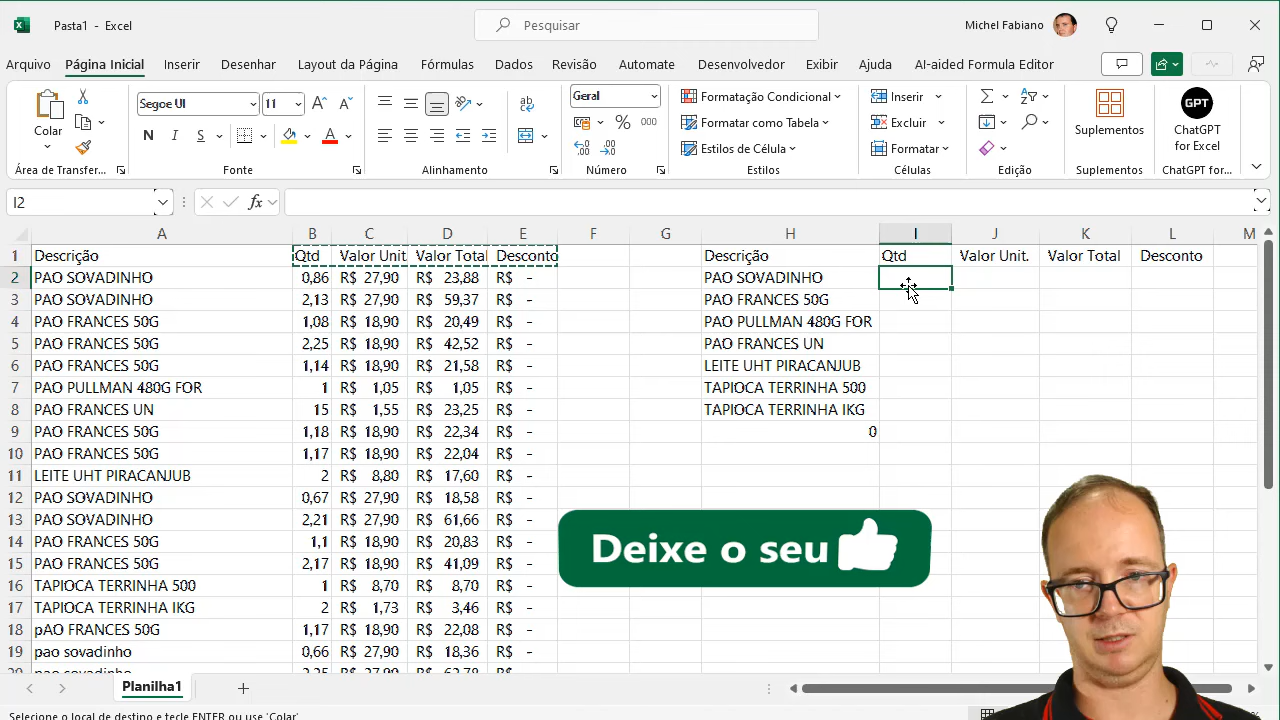 Pasta1 - Excel
Pesquisar
Michel Fabiano
Arquivo Página Inicial Inserir Desenhar Layout da Página Fórmulas Dados Revisão Automate Desenvolvedor Exibir Ajuda AI-aided Formula Editor
Colar
Segoe UI 11
N I S
A A
ab
Geral
% 000
Formatação Condicional
Formatar como Tabela
Estilos de Célula
Inserir
Excluir
Formatar
Suplementos
GPT
ChatGPT
for Excel
Área de Transfer... Fonte Alinhamento Número Estilos Células Edição Suplementos ChatGPT for...
I2 fx
A B C D E F G H I J K L M
1 Descrição Qtd Valor Unit. Valor Total Desconto Descrição Qtd Valor Unit. Valor Total Desconto
2 PAO SOVADINHO 0,86 R$ 27,90 R$ 23,88 R$ - PAO SOVADINHO
3 PAO SOVADINHO 2,13 R$ 27,90 R$ 59,37 R$ - PAO FRANCES 50G
4 PAO FRANCES 50G 1,08 R$ 18,90 R$ 20,49 R$ - PAO PULLMAN 480G FOR
5 PAO FRANCES 50G 2,25 R$ 18,90 R$ 42,52 R$ - PAO FRANCES UN
6 PAO FRANCES 50G 1,14 R$ 18,90 R$ 21,58 R$ - LEITE UHT PIRACANJUB
7 PAO PULLMAN 480G FOR 1 R$ 1,05 R$ 1,05 R$ - TAPIOCA TERRINHA 500
8 PAO FRANCES UN 15 R$ 1,55 R$ 23,25 R$ - TAPIOCA TERRINHA IKG
9 PAO FRANCES 50G 1,18 R$ 18,90 R$ 22,34 R$ - 0
10 PAO FRANCES 50G 1,17 R$ 18,90 R$ 22,04 R$ -
11 LEITE UHT PIRACANJUB 2 R$ 8,80 R$ 17,60 R$ -
12 PAO SOVADINHO 0,67 R$ 27,90 R$ 18,58 R$ -
13 PAO SOVADINHO 2,21 R$ 27,90 R$ 61,66 R$ -
14 PAO FRANCES 50G 1,1 R$ 18,90 R$ 20,83 R$ -
15 PAO FRANCES 50G 2,17 R$ 18,90 R$ 41,09 R$ -
16 TAPIOCA TERRINHA 500 1 R$ 8,70 R$ 8,70 R$ -
17 TAPIOCA TERRINHA IKG 2 R$ 1,73 R$ 3,46 R$ -
18 pAO FRANCES 50G 1,17 R$ 18,90 R$ 22,08 R$ -
19 pao sovadinho 0,66 R$ 27,90 R$ 18,36 R$ -
Deixe o seu
Planilha1
Selecione o local de destino e tecle ENTER ou use 'Colar'